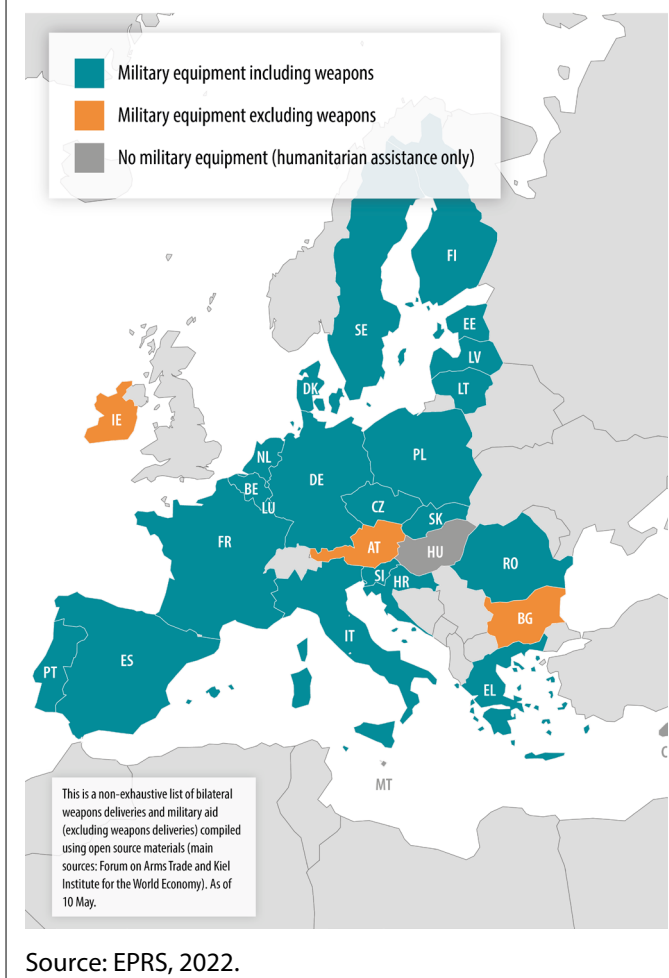 Military equipment including weapons
Military equipment excluding weapons
No military equipment (humanitarian assistance only)
FI
SE
EE
LV
LT
DK
IE
NL
PL
BE
DE
LU
CZ
SK
FR
AT
HU
RO
SI
HR
BG
IT
ES
PT
EL
C
MT
This is a non-exhaustive list of bilateral
weapons deliveries and military aid
(excluding weapons deliveries) compiled
using open source materials (main
sources: Forum on Arms Trade and Kiel
Institute for the World Economy). As of
10 May.
Source: EPRS, 2022.